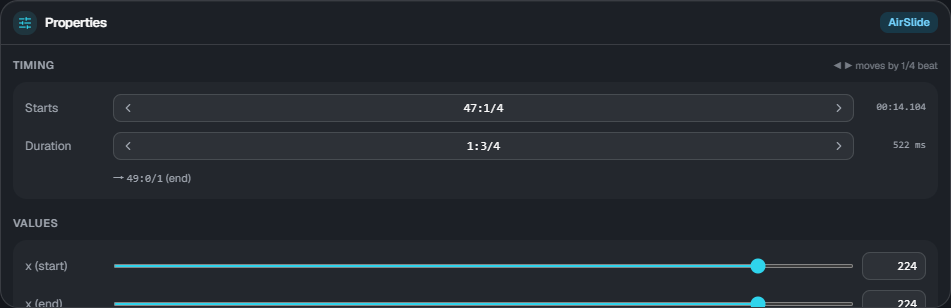 Properties
AirSlide
TIMING
◀ ▶ moves by 1/4 beat
Starts
< 47:1/4 >
00:14.104
Duration
< 1:3/4 >
522 ms
→ 49:0/1 (end)
VALUES
x (start)
224
x (end)
224